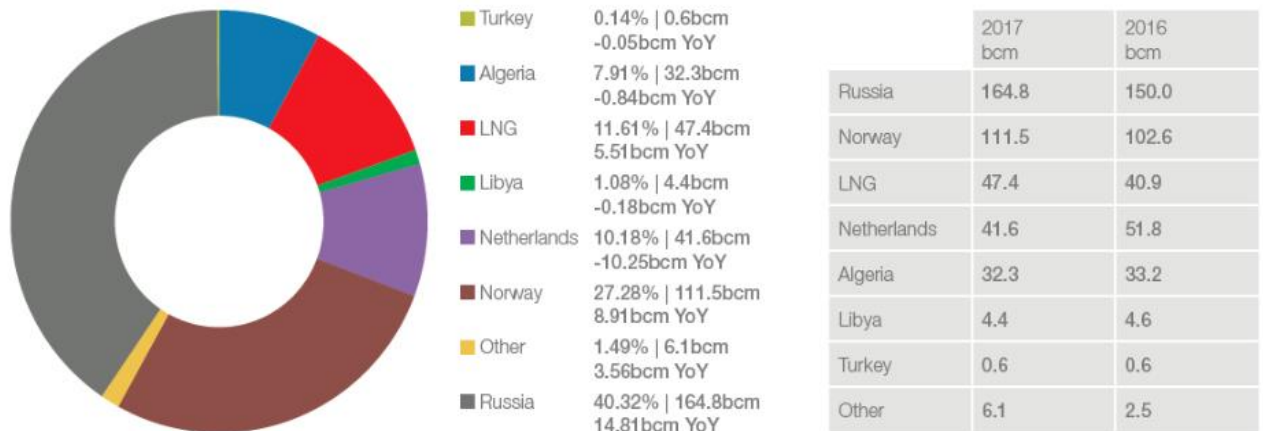 Turkey 0.14% | 0.6bcm
-0.05bcm YoY
Algeria 7.91% | 32.3bcm
-0.84bcm YoY
LNG 11.61% | 47.4bcm
5.51bcm YoY
Libya 1.08% | 4.4bcm
-0.18bcm YoY
Netherlands 10.18% | 41.6bcm
-10.25bcm YoY
Norway 27.28% | 111.5bcm
8.91bcm YoY
Other 1.49% | 6.1bcm
3.56bcm YoY
Russia 40.32% | 164.8bcm
14.81bcm YoY
2017 2016
bcm bcm
Russia 164.8 150.0
Norway 111.5 102.6
LNG 47.4 40.9
Netherlands 41.6 51.8
Algeria 32.3 33.2
Libya 4.4 4.6
Turkey 0.6 0.6
Other 6.1 2.5